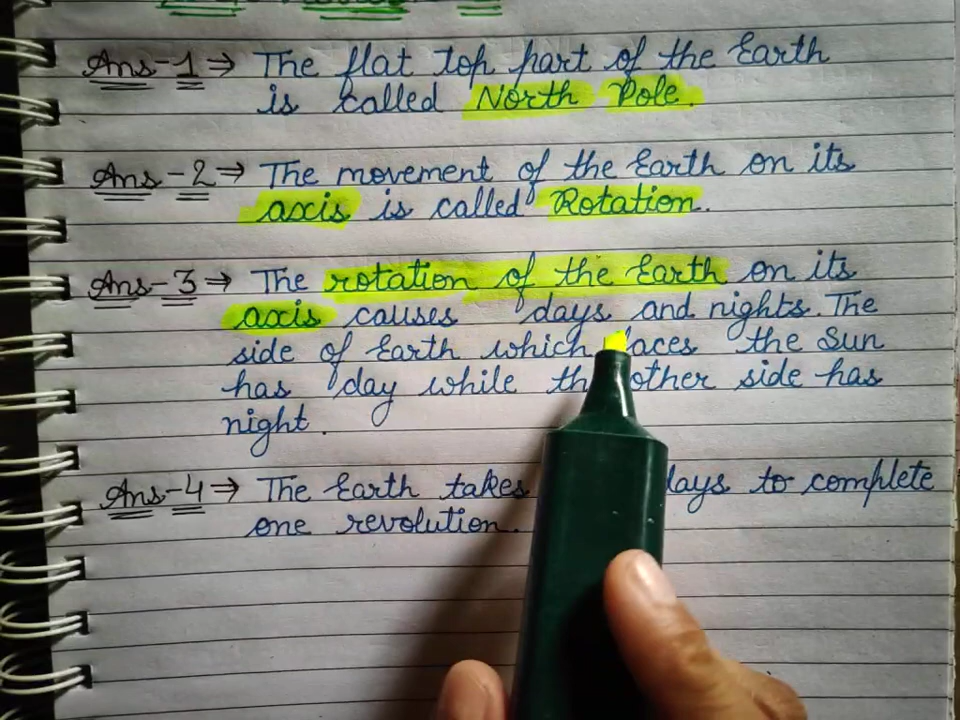 Ans-1 ⇒ The flat top part of the Earth
is called North Pole.
Ans-2 ⇒ The movement of the Earth on its
axis is called Rotation.
Ans-3 ⇒ The rotation of the Earth on its
axis causes days and nights. The
side of Earth which faces the Sun
has day while the other side has
night.
Ans-4 ⇒ The Earth takes days to complete
one revolution.